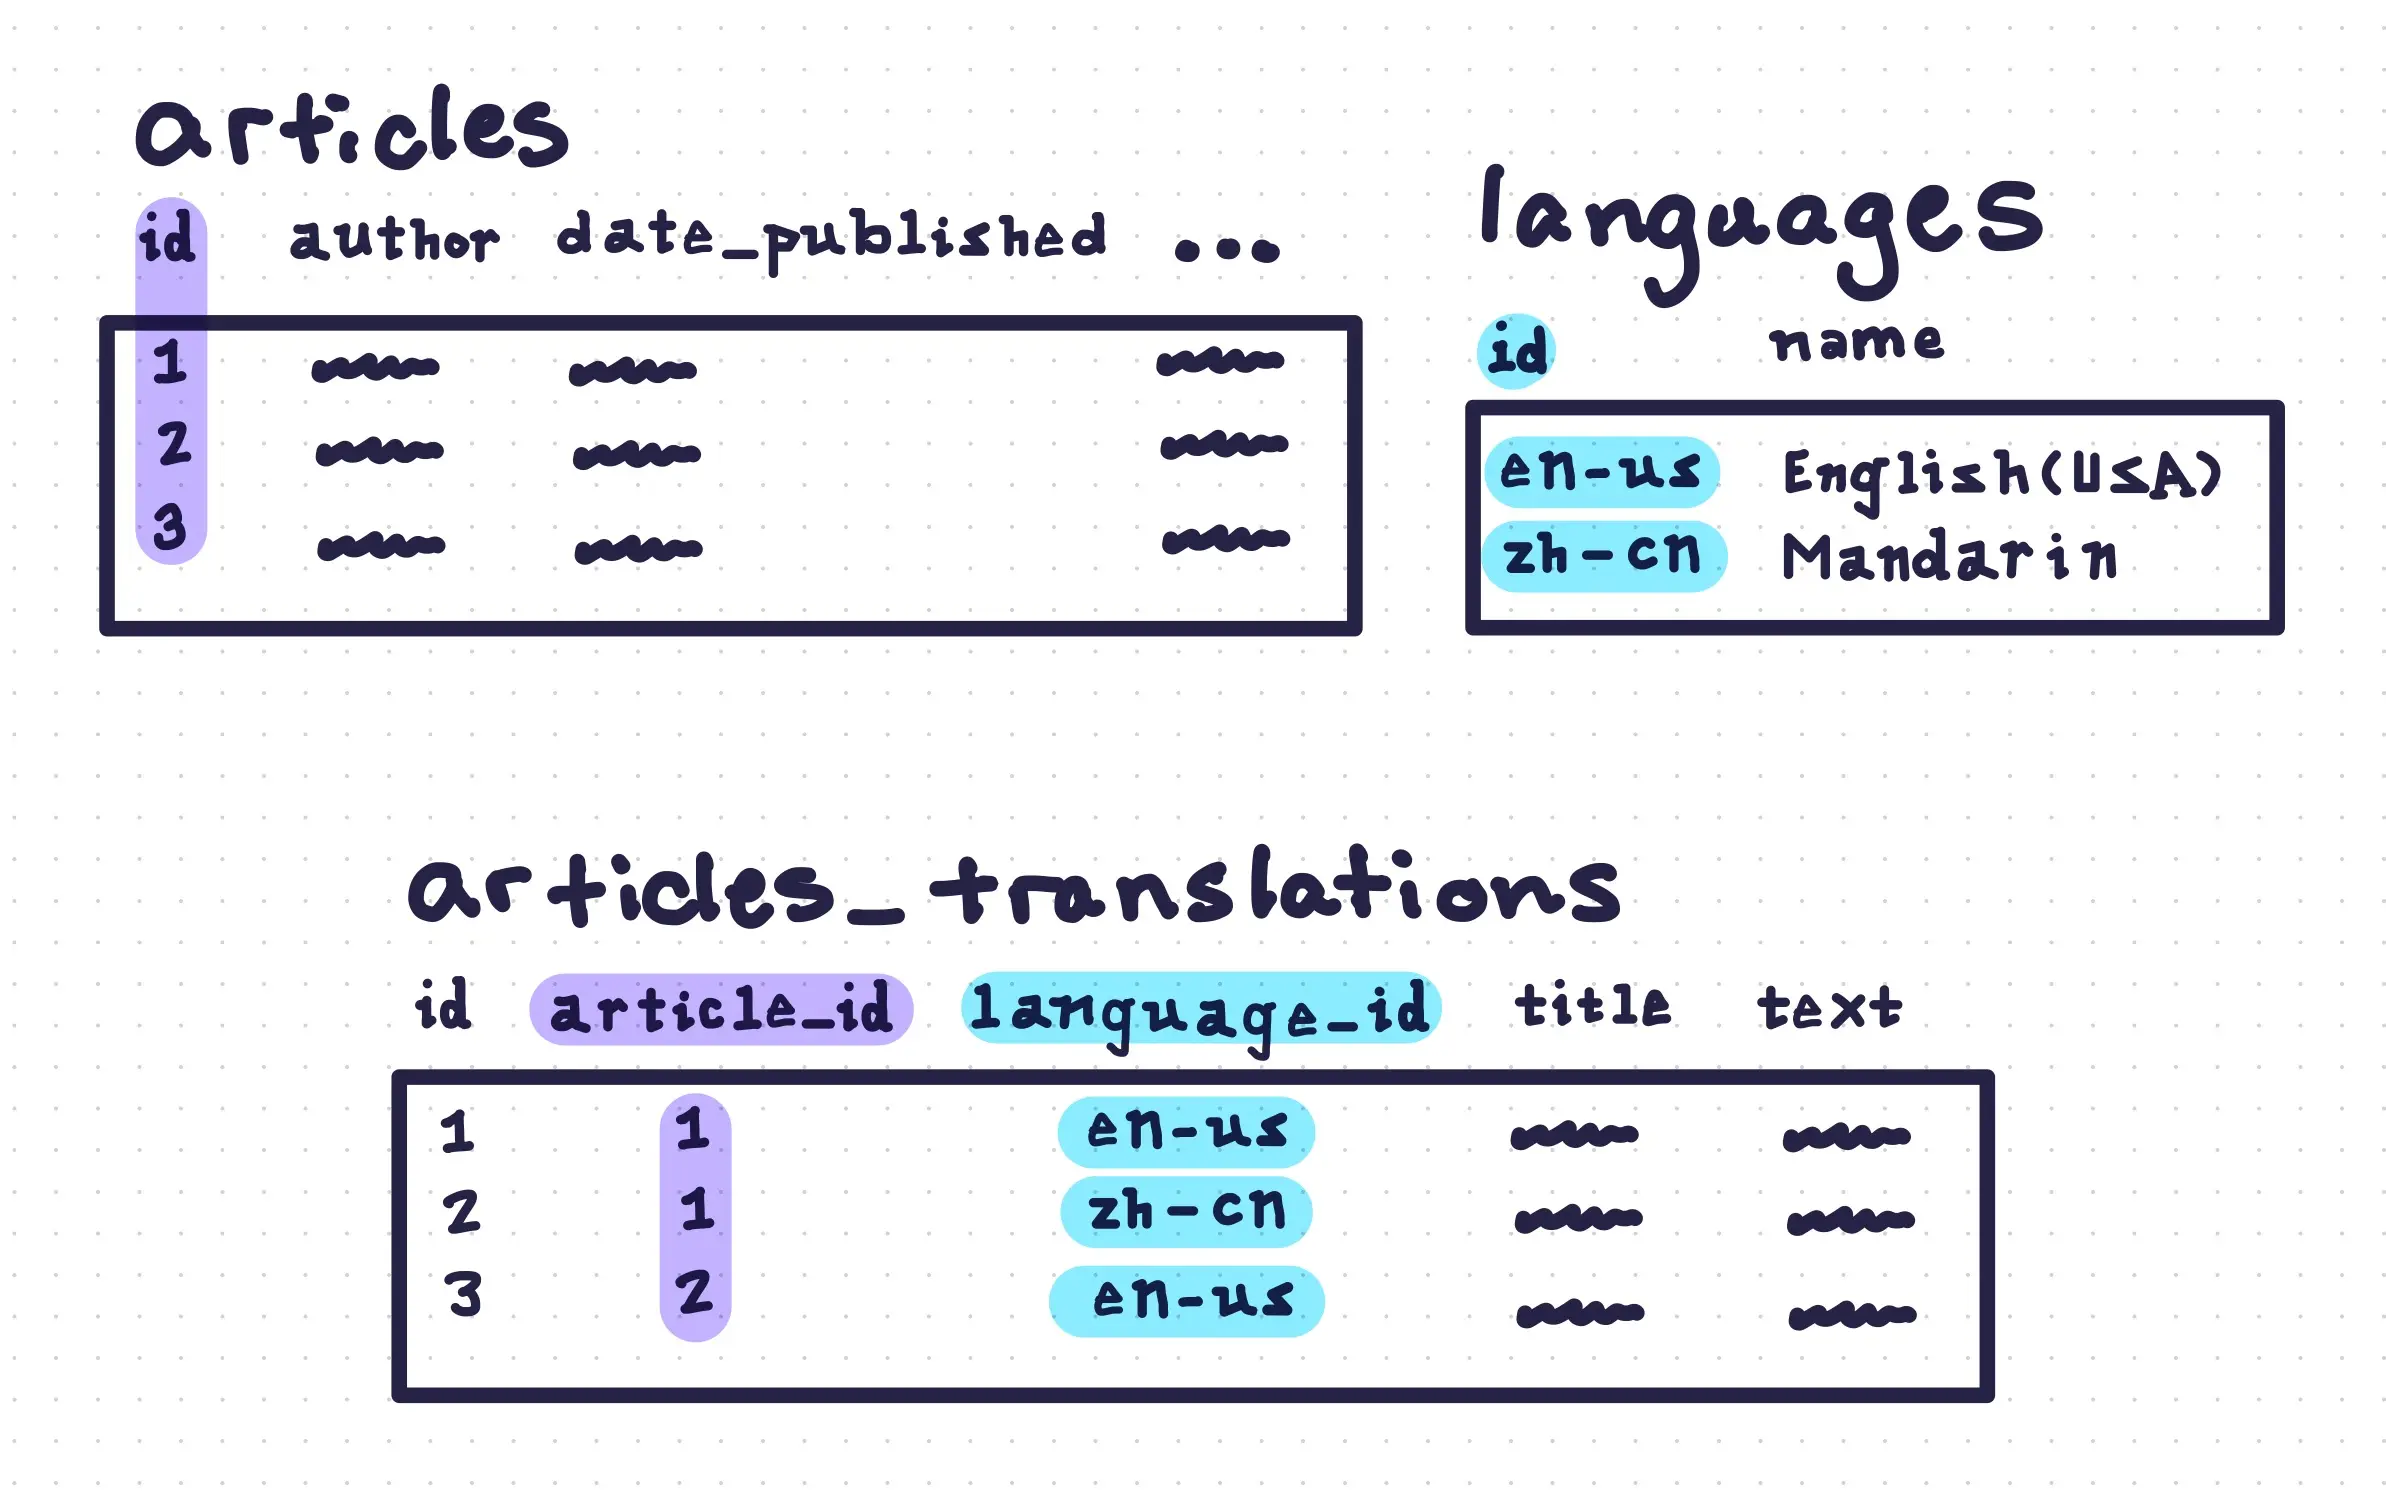 articles
id author date_published ...
1
2
3
languages
id name
en-us English(USA)
zh-cn Mandarin
articles_translations
id article_id language_id title text
1 1 en-us
2 1 zh-cn
3 2 en-us